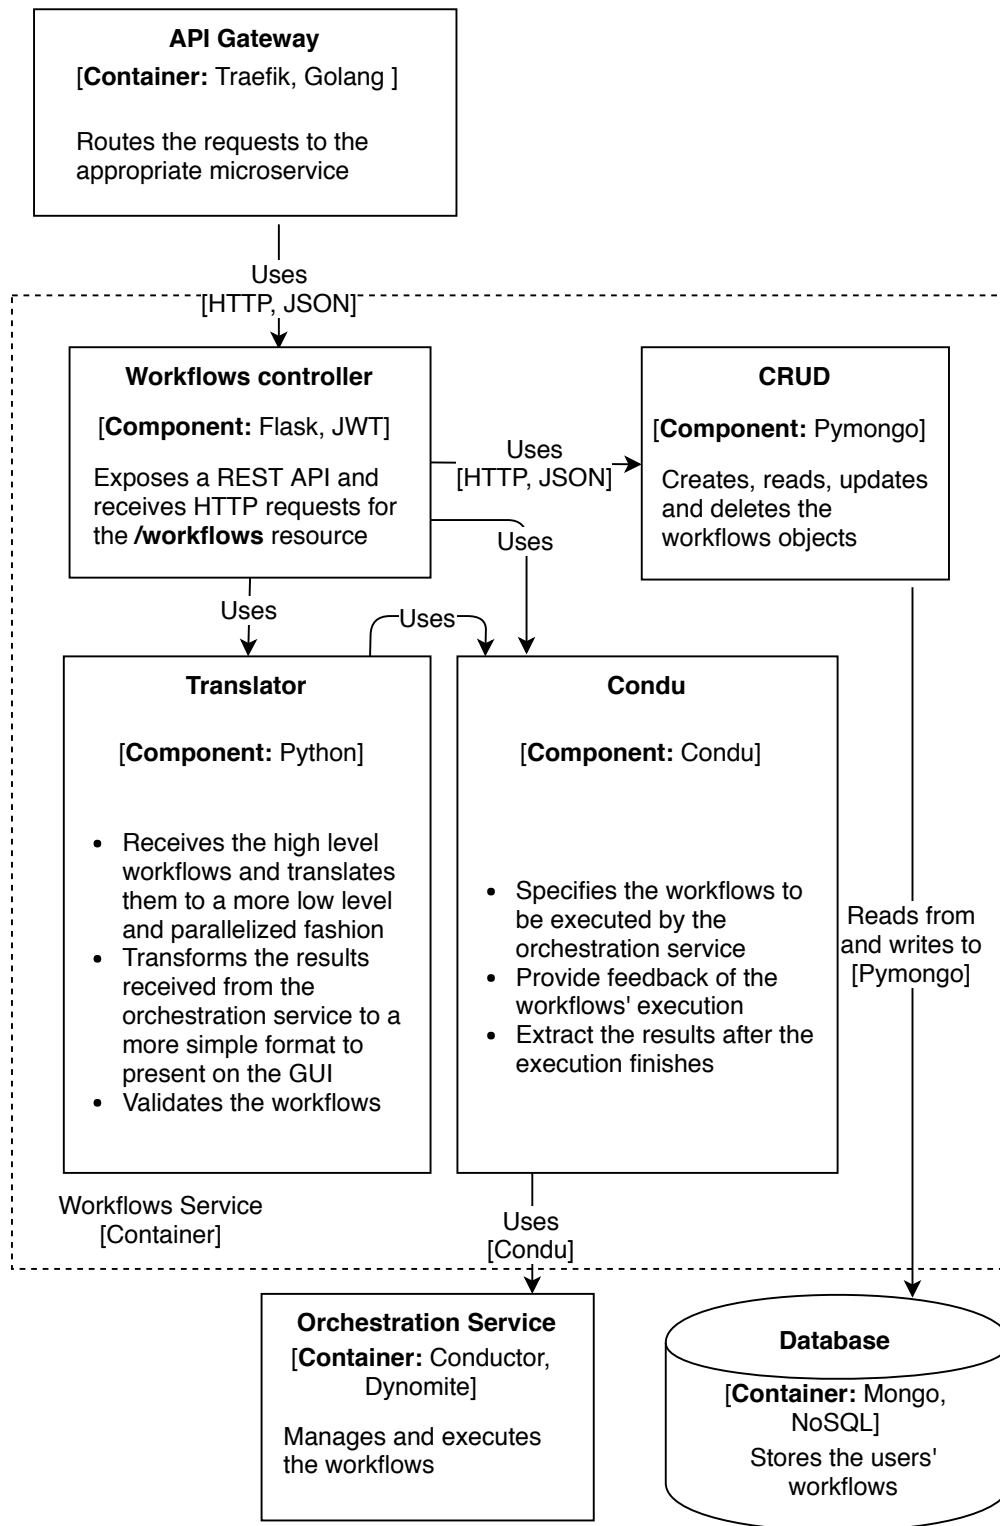 API Gateway
[Container: Traefik, Golang ]
Routes the requests to the
appropriate microservice
Uses
[HTTP, JSON]
Workflows controller
[Component: Flask, JWT]
Exposes a REST API and
receives HTTP requests for
the /workflows resource
Uses
[HTTP, JSON]
CRUD
[Component: Pymongo]
Creates, reads, updates
and deletes the
workflows objects
Uses
Uses
Uses
Translator
[Component: Python]
• Receives the high level
workflows and translates
them to a more low level
and parallelized fashion
• Transforms the results
received from the
orchestration service to a
more simple format to
present on the GUI
• Validates the workflows
Condu
[Component: Condu]
• Specifies the workflows to
be executed by the
orchestration service
• Provide feedback of the
workflows' execution
• Extract the results after the
execution finishes
Reads from
and writes to
[Pymongo]
Workflows Service
[Container]
Uses
[Condu]
Orchestration Service
[Container: Conductor,
Dynomite]
Manages and executes
the workflows
Database
[Container: Mongo,
NoSQL]
Stores the users'
workflows